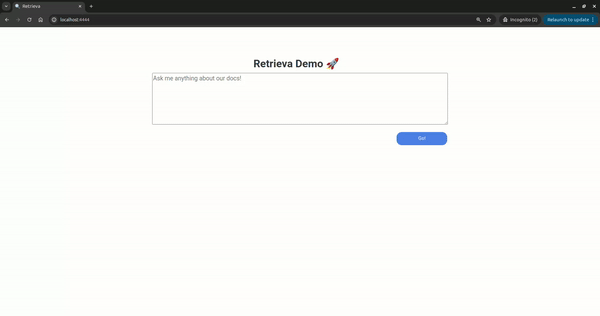 Retrieva
localhost:4444
Incognito (2)
Relaunch to update
Retrieva Demo 🚀
Ask me anything about our docs!
Go!